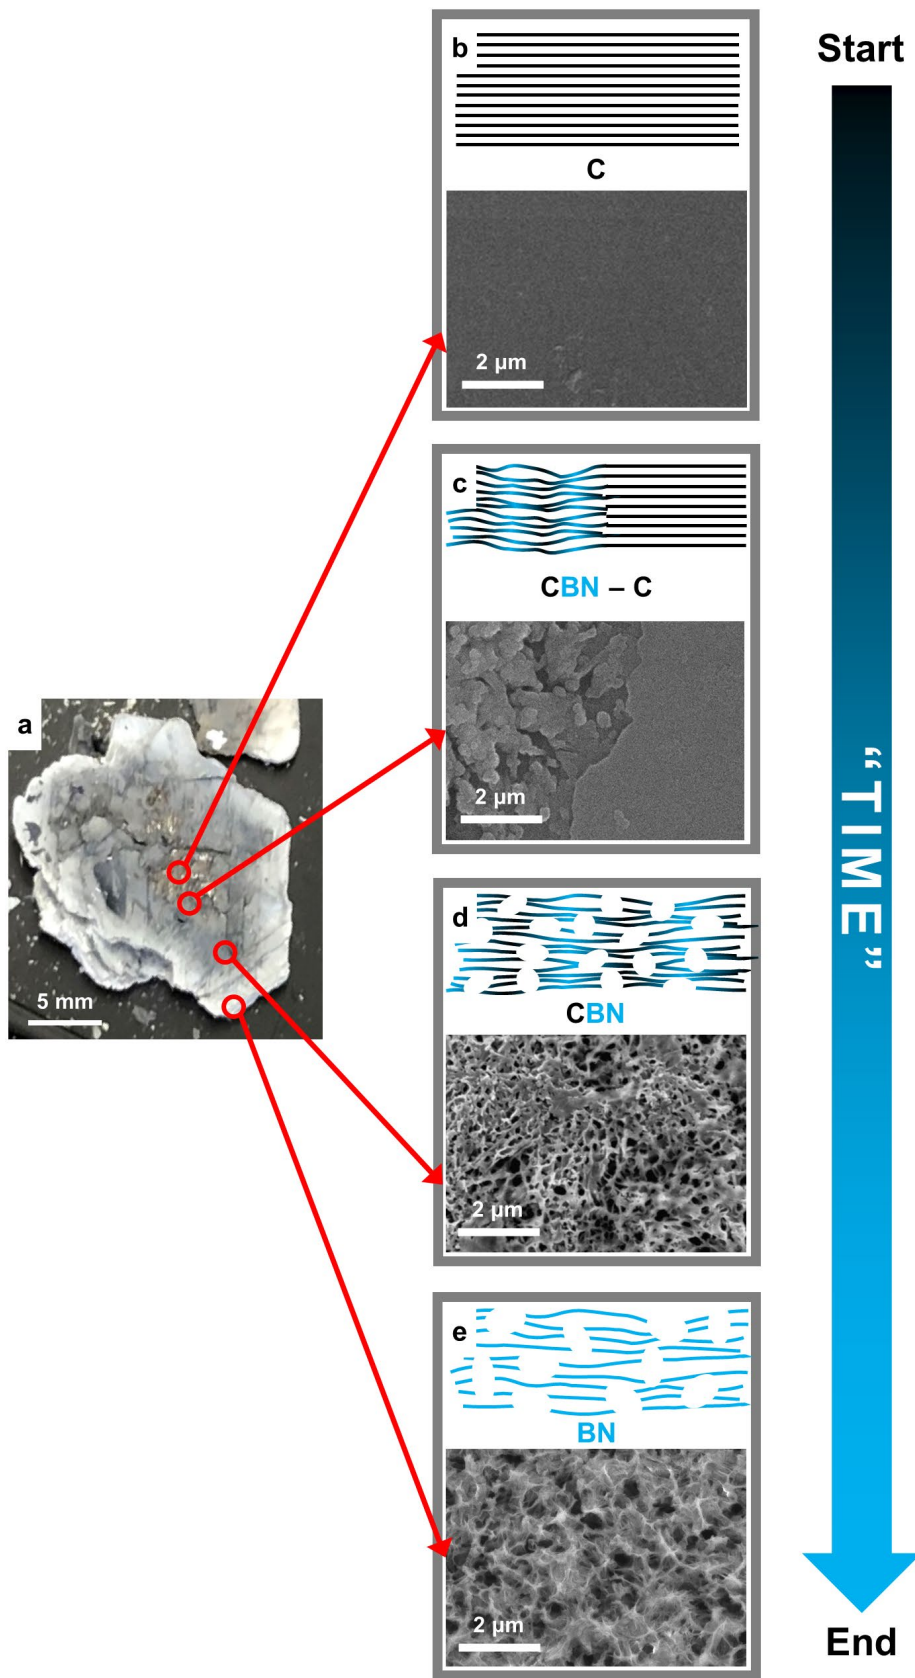 Start
b
C
2 µm
c
CBN – C
2 µm
a
5 mm
d
CBN
2 µm
e
BN
2 µm
“TIME”
End